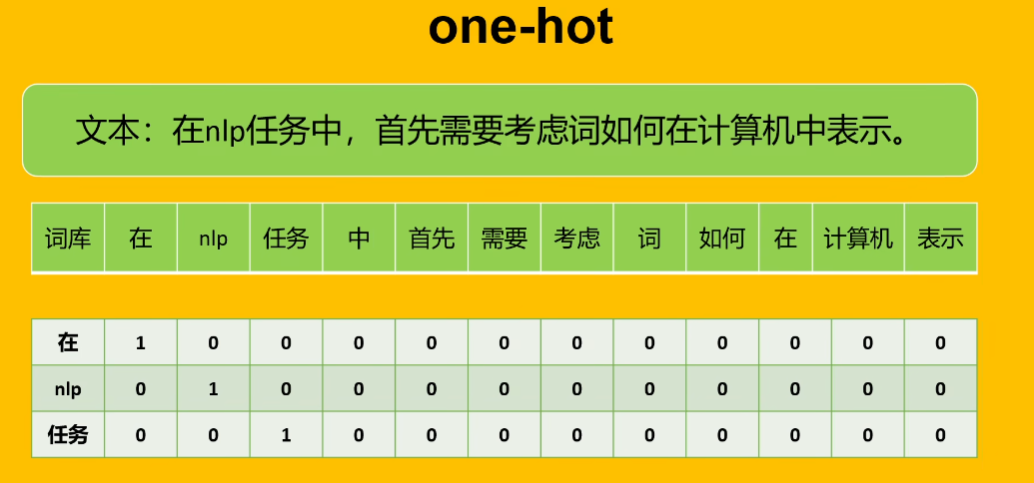 one-hot
文本：在nlp任务中，首先需要考虑词如何在计算机中表示。
词库 在 nlp 任务 中 首先 需要 考虑 词 如何 在 计算机 表示
在 1 0 0 0 0 0 0 0 0 0 0 0
nlp 0 1 0 0 0 0 0 0 0 0 0 0
任务 0 0 1 0 0 0 0 0 0 0 0 0